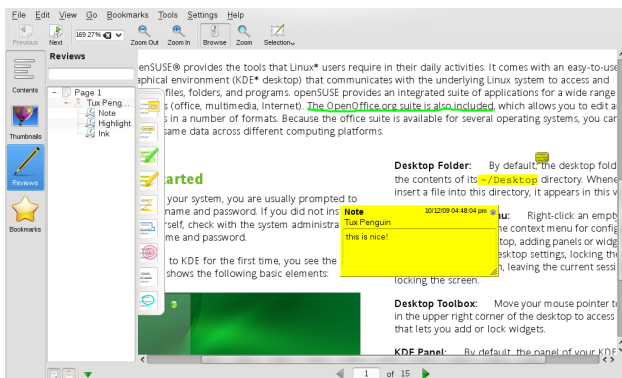 File Edit View Go Bookmarks Tools Settings Help
169.27%
Previous Next Zoom Out Zoom In Browse Zoom Selection
Contents
Thumbnails
Reviews
Bookmarks
Reviews
Page 1
Tux Peng...
Note
Highlight
Ink
enSUSE® provides the tools that Linux* users require in their daily activities. It comes with an easy-to-use
aphical environment (KDE* desktop) that communicates with the underlying Linux system to access and
files, folders, and programs. openSUSE provides an integrated suite of applications for a wide range
s (office, multimedia, Internet). The OpenOffice.org suite is also included, which allows you to edit a
s in a number of formats. Because the office suite is available for several operating systems, you car
same data across different computing platforms.
arted
your system, you are usually prompted to
name and password. If you did not ins
rself, check with the system administra
me and password.
to KDE for the first time, you see the
shows the following basic elements:
Desktop Folder: By default, the desktop fold
the contents of its ~/Desktop directory. Whene
insert a file into this directory, it appears in this v
u: Right-click an empty
he context menu for config
top, adding panels or widg
esktop settings, locking the
n, leaving the current sessi
locking the screen.
Note 10/12/09 04:48:04 pm
Tux Penguin
this is nice!
Desktop Toolbox: Move your mouse pointer to
in the upper right corner of the desktop to access
that lets you add or lock widgets.
KDE Panel: By default, the panel of your KDE
1 of 15